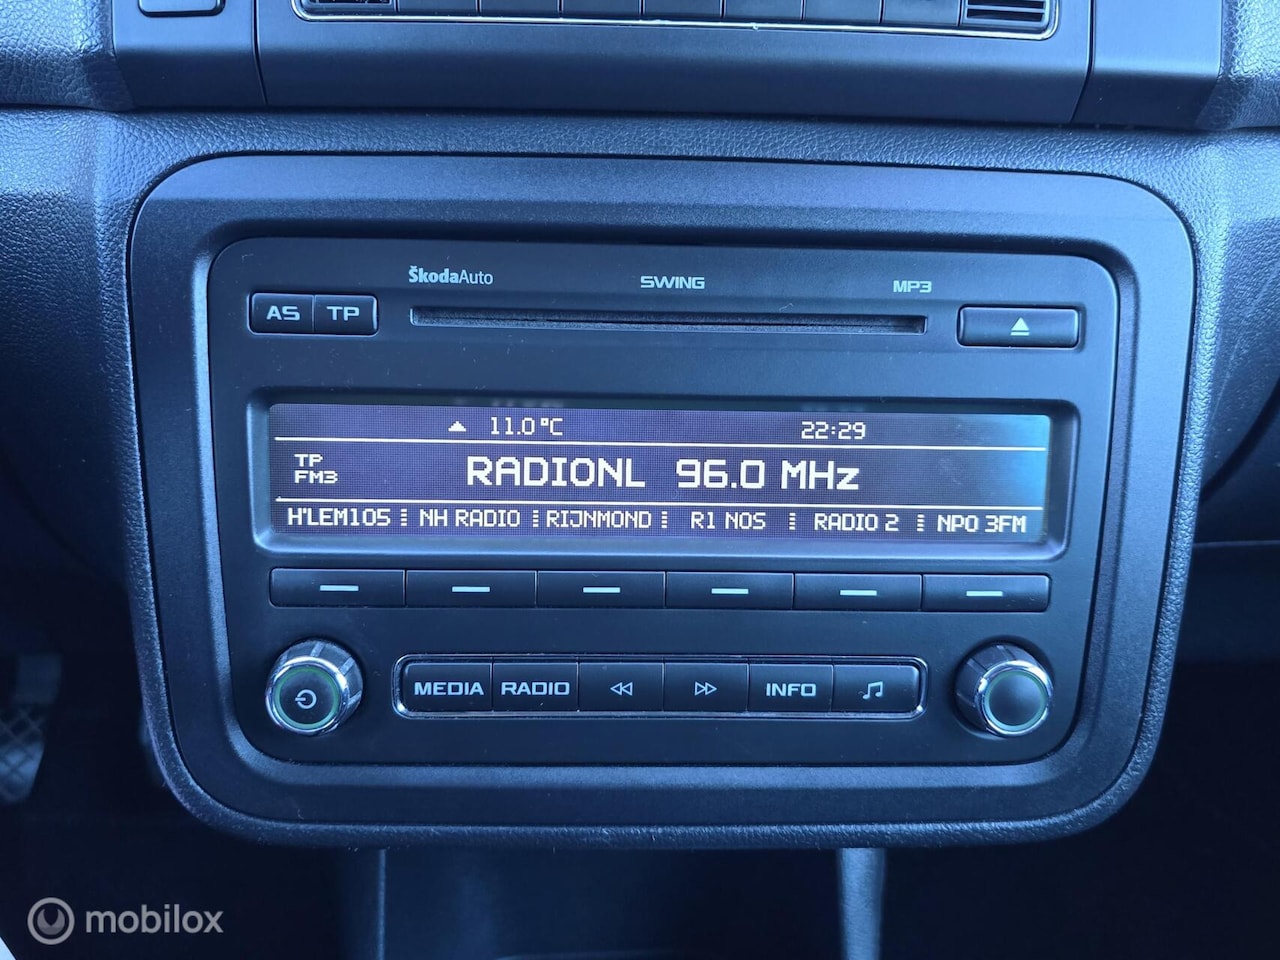 ŠkodaAuto SWING MP3
AS TP
11.0 °C 22:29
TP
FM3
RADIONL 96.0 MHz
H'LEM105 NH RADIO RIJNMOND R1 NOS RADIO 2 NPO 3FM
MEDIA RADIO INFO
mobilox